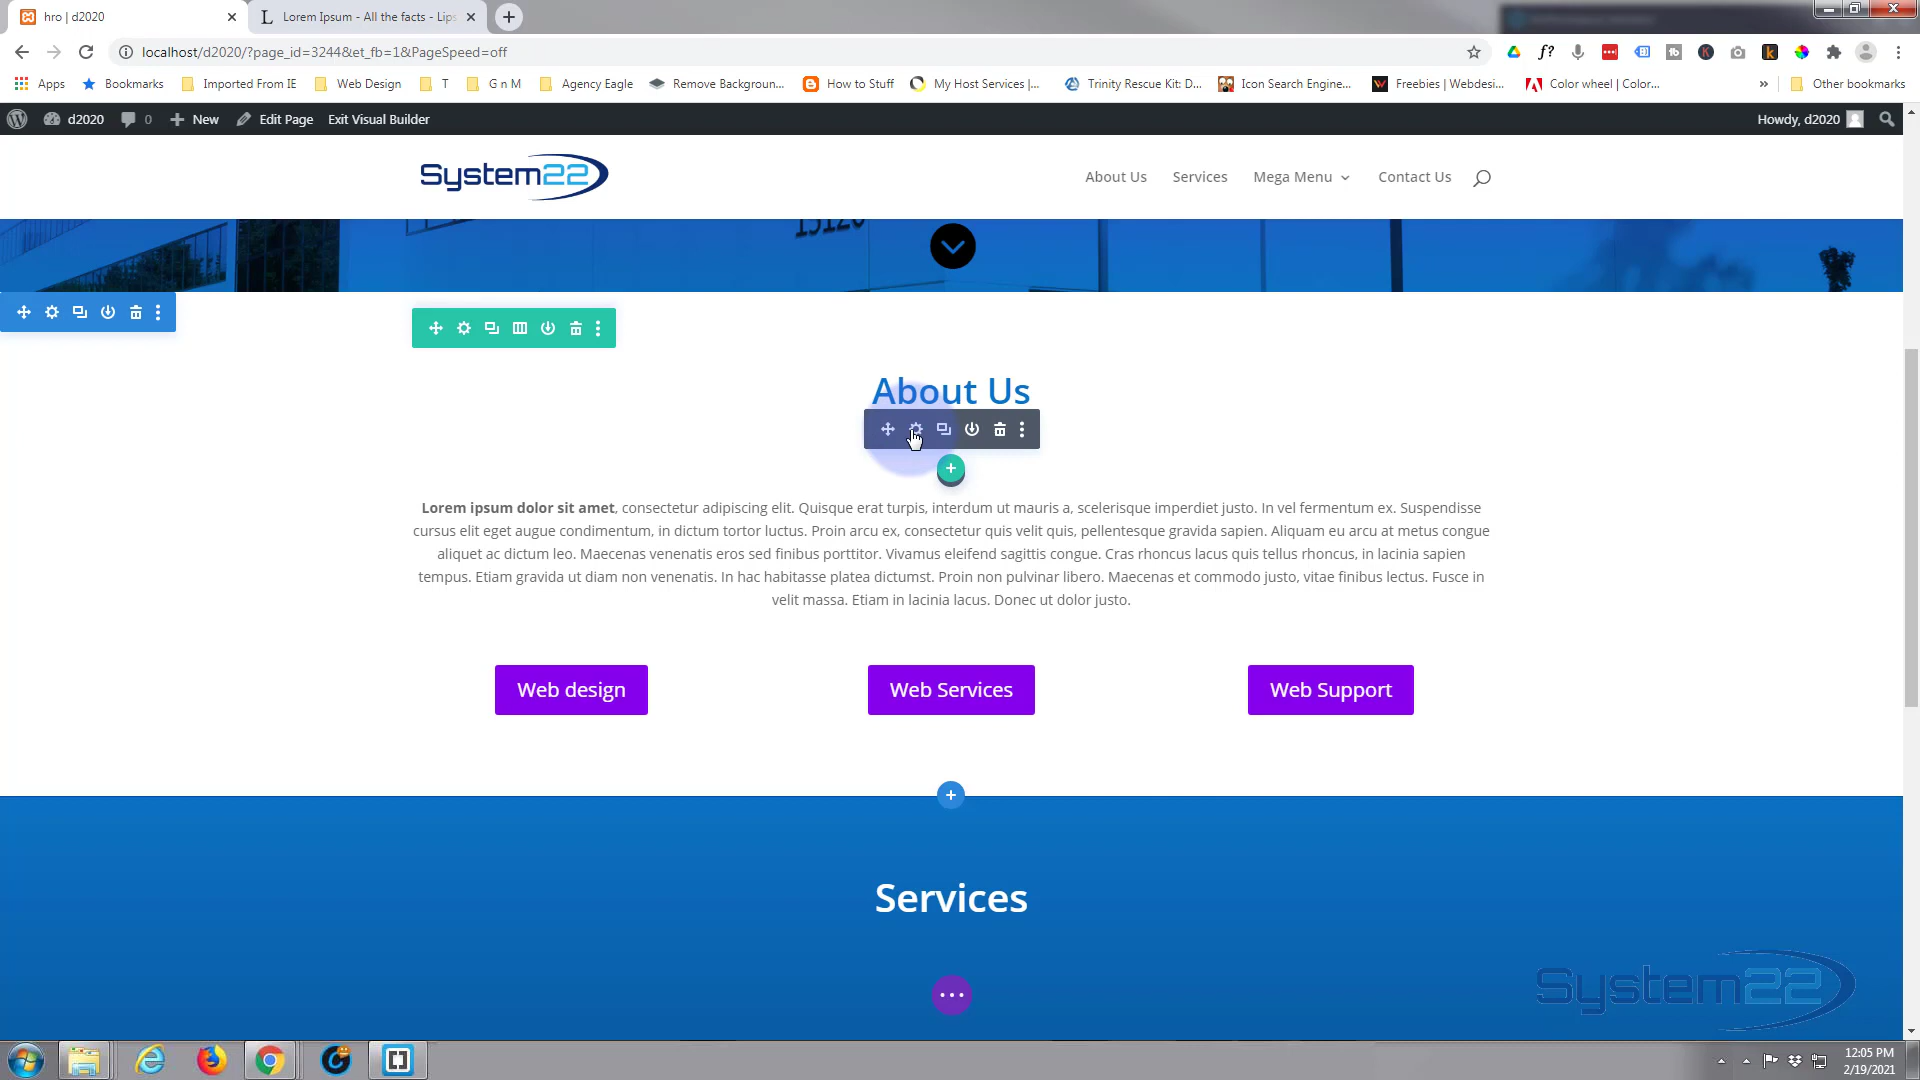 hro | d2020
Lorem Ipsum - All the facts - Lips
localhost/d2020/?page_id=3244&et_fb=1&PageSpeed=off
Apps
Bookmarks
Imported From IE
Web Design
T
G n M
Agency Eagle
Remove Backgroun...
How to Stuff
My Host Services |...
Trinity Rescue Kit: D...
Icon Search Engine...
Freebies | Webdesi...
Color wheel | Color...
»
Other bookmarks
d2020
0
New
Edit Page
Exit Visual Builder
Howdy, d2020
System22
About Us
Services
Mega Menu
Contact Us
15120
About Us
Lorem ipsum dolor sit amet, consectetur adipiscing elit. Quisque erat turpis, interdum ut mauris a, scelerisque imperdiet justo. In vel fermentum ex. Suspendisse
cursus elit eget augue condimentum, in dictum tortor luctus. Proin arcu ex, consectetur quis velit quis, pellentesque gravida sapien. Aliquam eu arcu at metus congue
aliquet ac dictum leo. Maecenas venenatis eros sed finibus porttitor. Vivamus eleifend sagittis congue. Cras rhoncus lacus quis tellus rhoncus, in lacinia sapien
tempus. Etiam gravida ut diam non venenatis. In hac habitasse platea dictumst. Proin non pulvinar libero. Maecenas et commodo justo, vitae finibus lectus. Fusce in
velit massa. Etiam in lacinia lacus. Donec ut dolor justo.
Web design
Web Services
Web Support
Services
System22
12:05 PM
2/19/2021